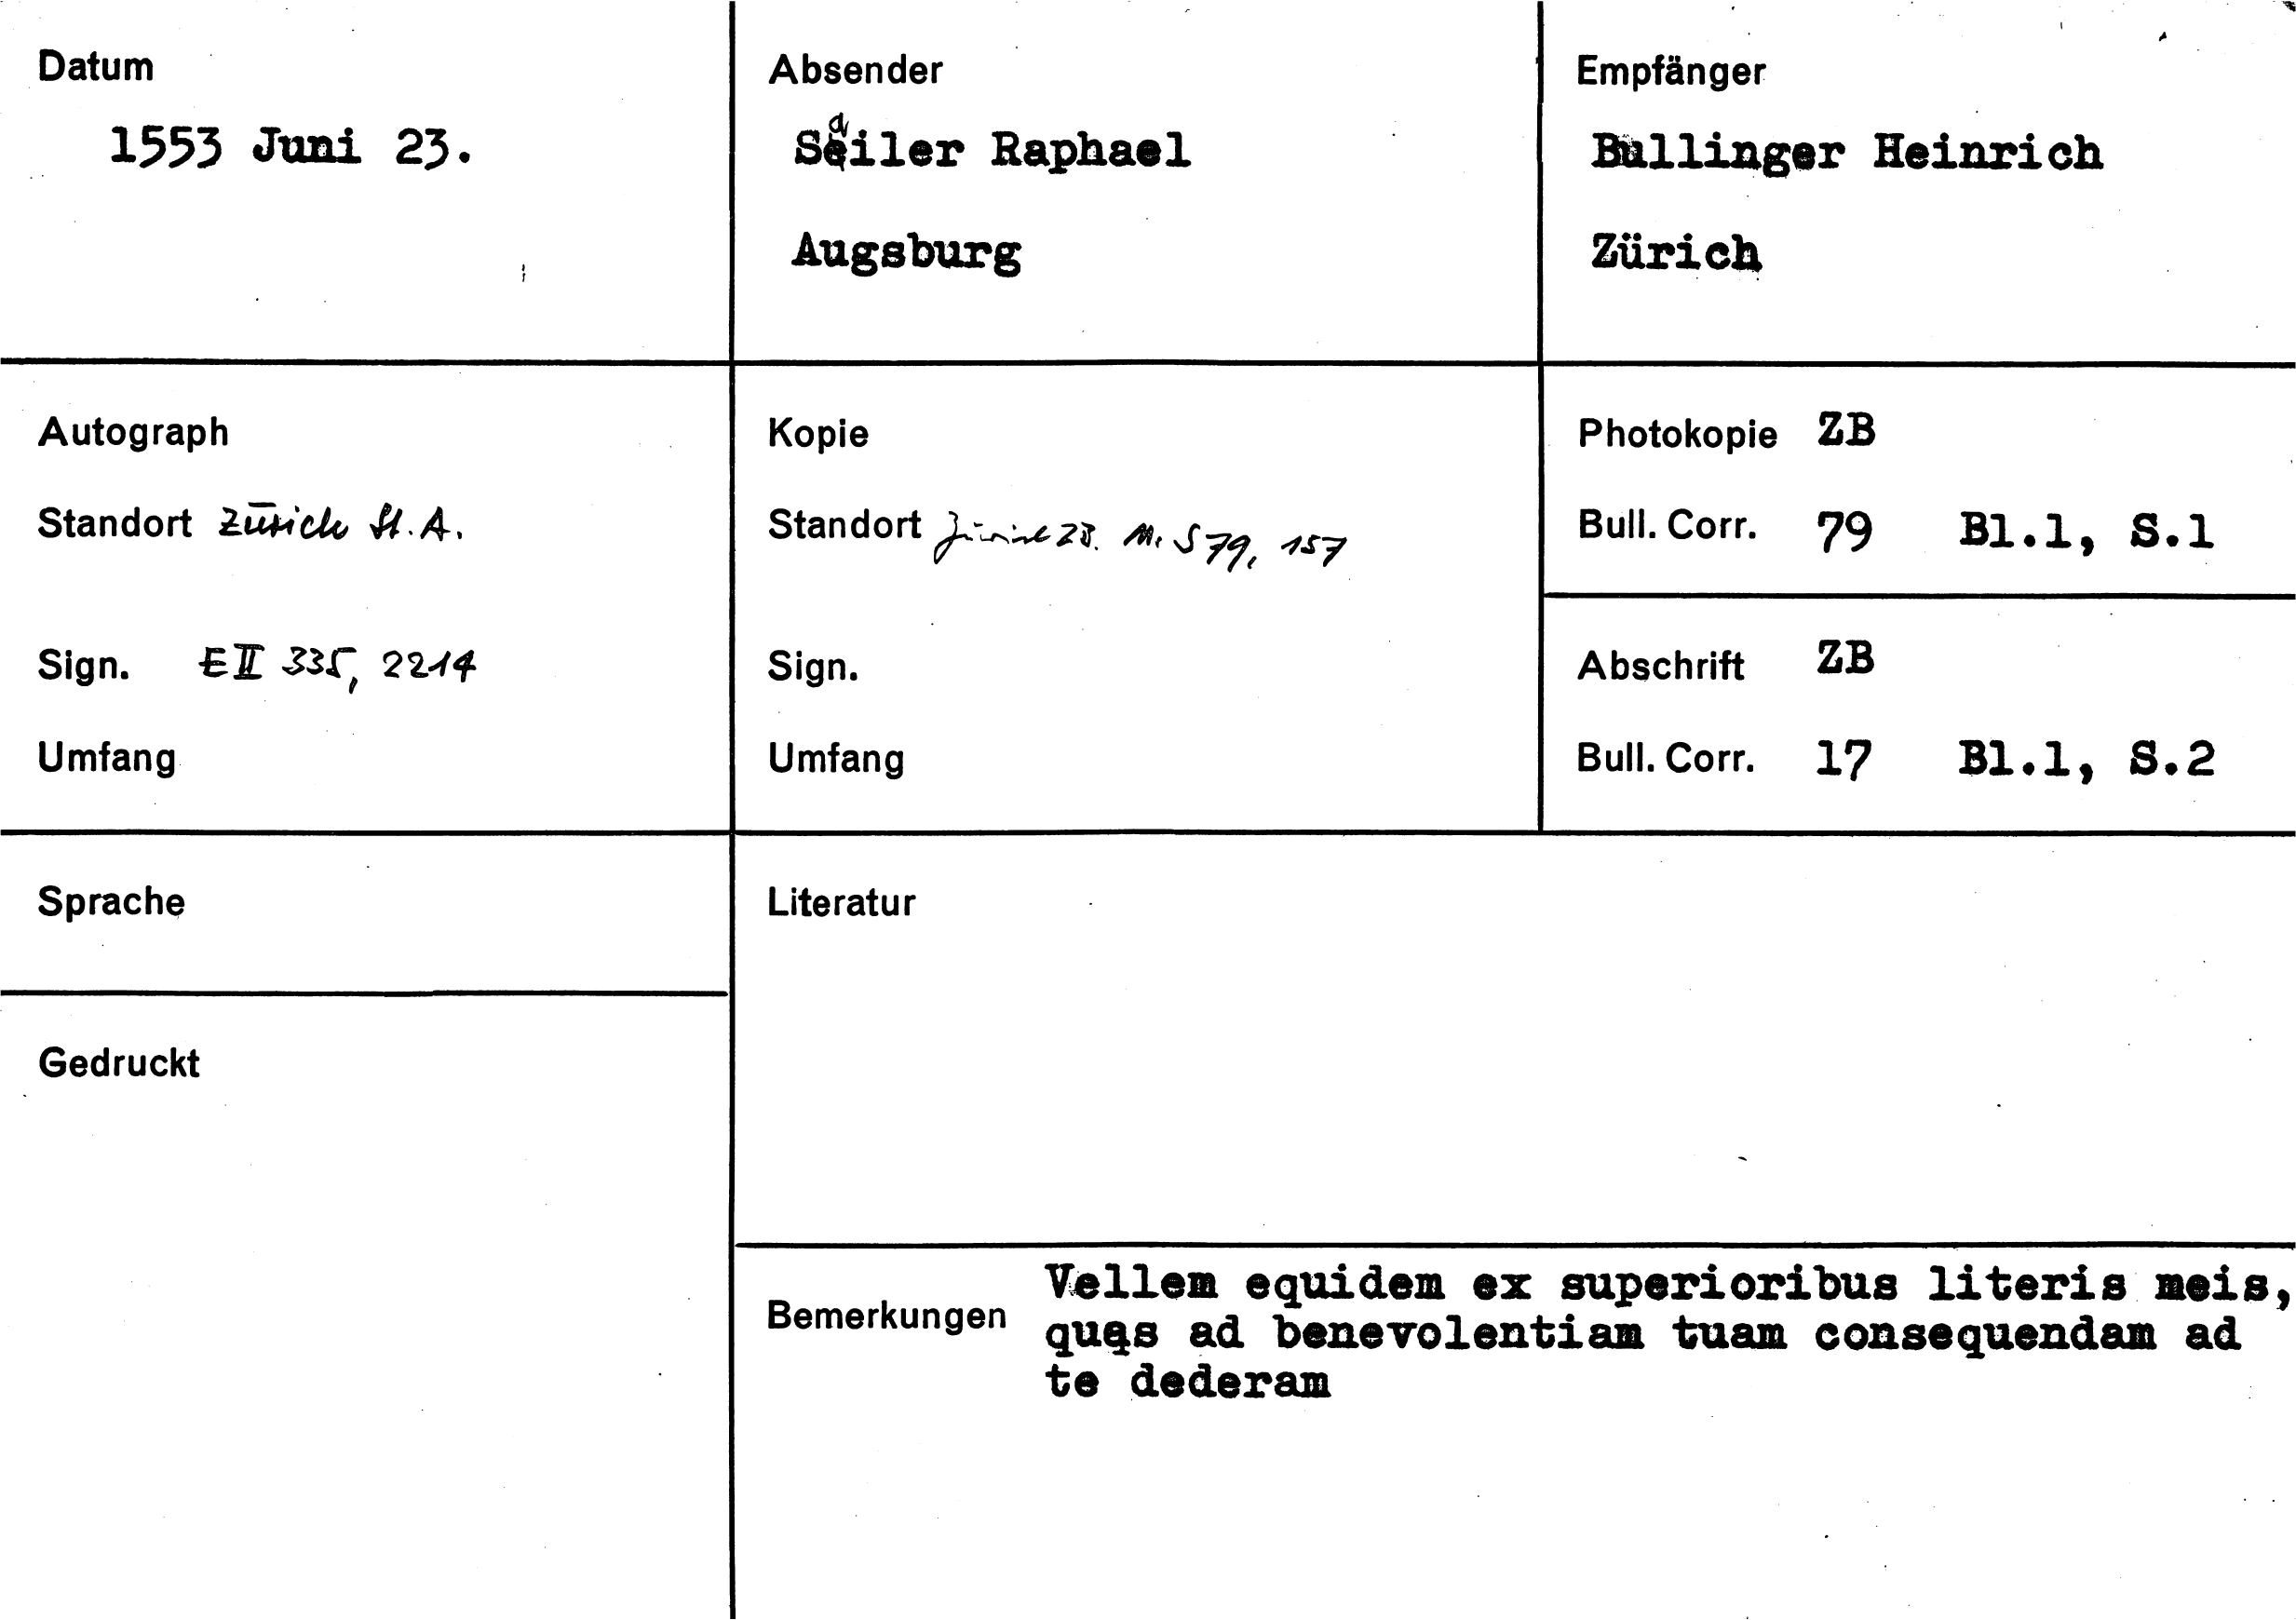 Datum
1553 Juni 23.
Absender
Sailer Raphael
Augsburg
Empfänger
Bullinger Heinrich
Zürich
Autograph
Standort Zürich St.A.
Sign. E II 335, 2214
Umfang
Kopie
Standort Zürich ZB. Ms S 79, 157
Sign.
Umfang
Photokopie ZB
Bull. Corr. 79 Bl.1, S.1
Abschrift ZB
Bull. Corr. 17 Bl.1, S.2
Sprache
Gedruckt
Literatur
Bemerkungen
Vellem equidem ex superioribus literis meis,
quas ad benevolentiam tuam consequendam ad
te dederam